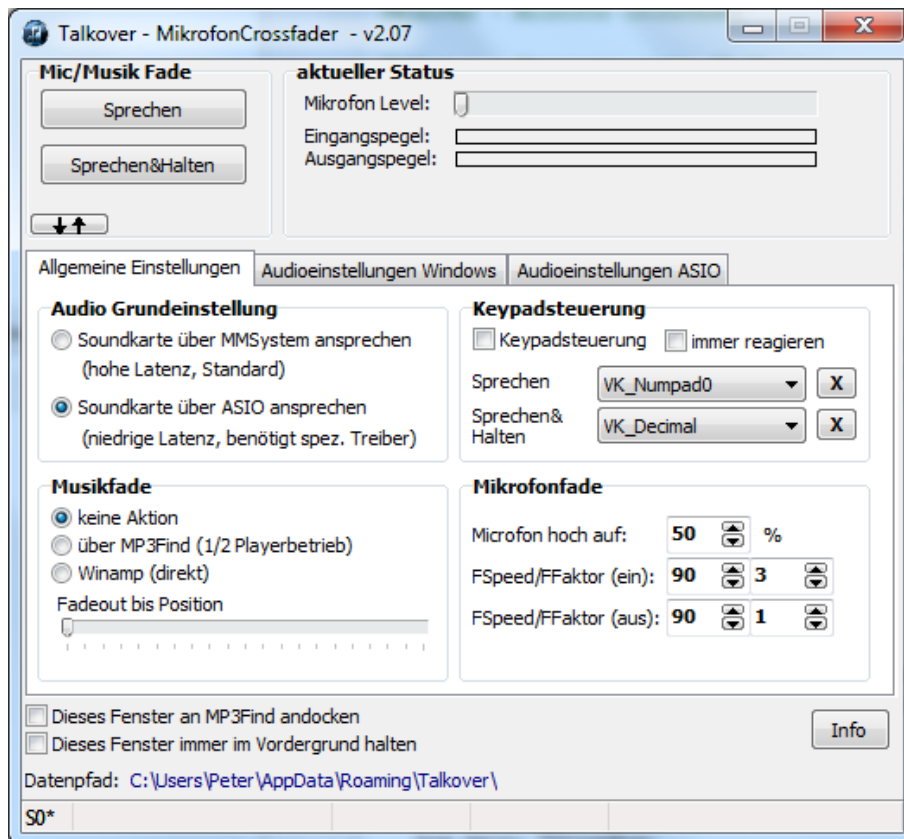 Talkover - MikrofonCrossfader - v2.07
Mic/Musik Fade
Sprechen
Sprechen&Halten
aktueller Status
Mikrofon Level:
Eingangspegel:
Ausgangspegel:
Allgemeine Einstellungen
Audioeinstellungen Windows
Audioeinstellungen ASIO
Audio Grundeinstellung
Soundkarte über MMSystem ansprechen
(hohe Latenz, Standard)
Soundkarte über ASIO ansprechen
(niedrige Latenz, benötigt spez. Treiber)
Keypadsteuerung
Keypadsteuerung immer reagieren
Sprechen VK_Numpad0 X
Sprechen&
Halten VK_Decimal X
Musikfade
keine Aktion
über MP3Find (1/2 Playerbetrieb)
Winamp (direkt)
Fadeout bis Position
Mikrofonfade
Microfon hoch auf: 50 %
FSpeed/FFaktor (ein): 90 3
FSpeed/FFaktor (aus): 90 1
Dieses Fenster an MP3Find andocken
Dieses Fenster immer im Vordergrund halten
Info
Datenpfad: C:\Users\Peter\AppData\Roaming\Talkover\
S0*